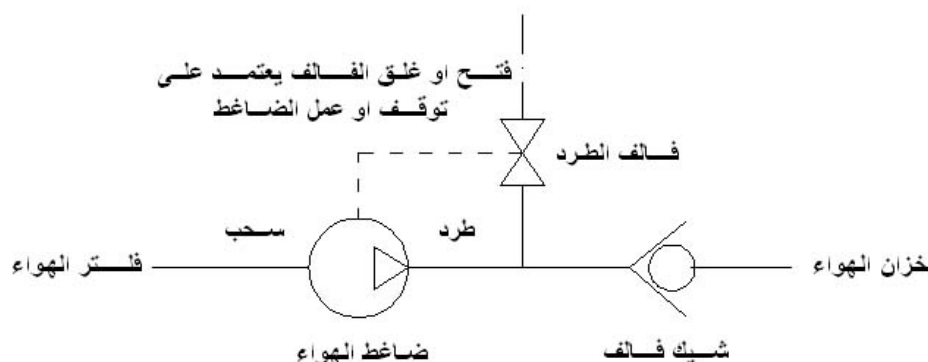 فتح او غلق الفالف يعتمد على
توقف او عمل الضاغط
فالف الطرد
سحب
طرد
فلتر الهواء
خزان الهواء
ضاغط الهواء
شيك فالف